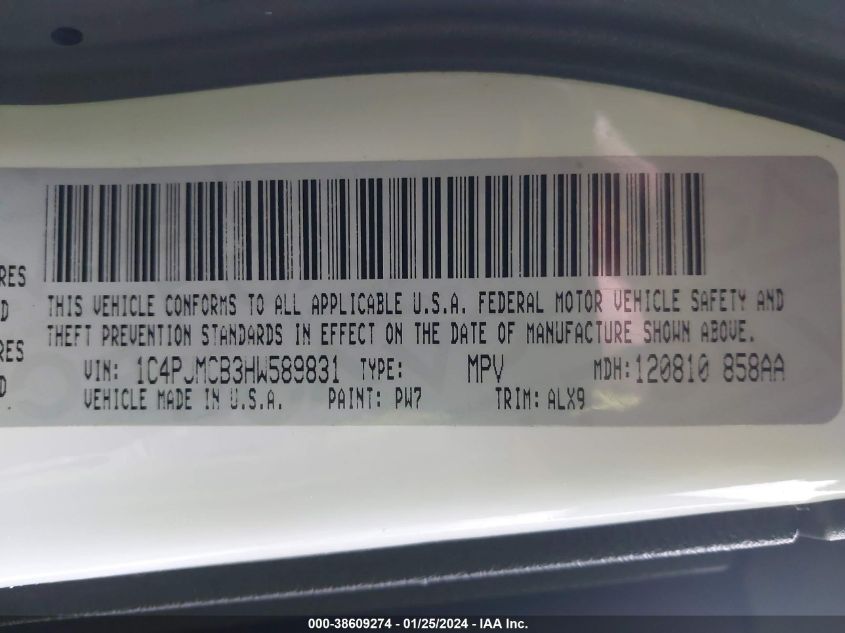 RES
D
RES
D
THIS VEHICLE CONFORMS TO ALL APPLICABLE U.S.A. FEDERAL MOTOR VEHICLE SAFETY AND
THEFT PREVENTION STANDARDS IN EFFECT ON THE DATE OF MANUFACTURE SHOWN ABOVE.
VIN: 1C4PJMCB3HW589831 TYPE: MPV MDH: 120810 858AA
VEHICLE MADE IN U.S.A. PAINT: PW7 TRIM: ALX9
000-38609274 - 01/25/2024 - IAA Inc.